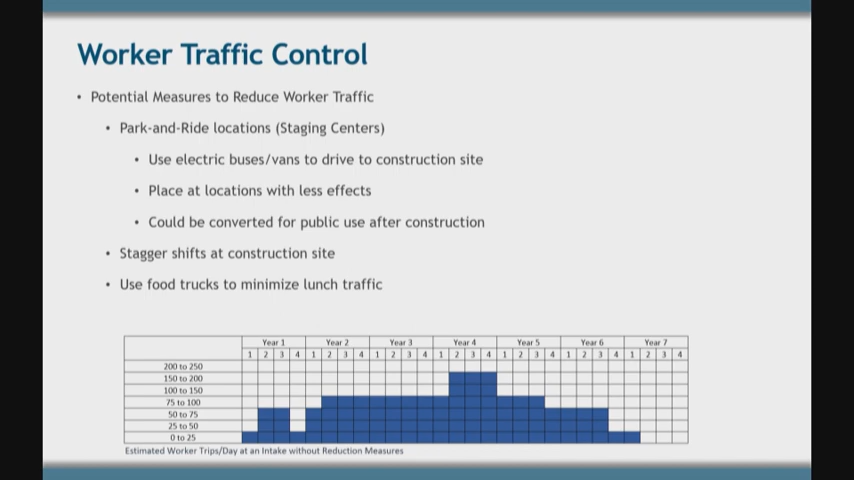 Worker Traffic Control
• Potential Measures to Reduce Worker Traffic
• Park-and-Ride locations (Staging Centers)
• Use electric buses/vans to drive to construction site
• Place at locations with less effects
• Could be converted for public use after construction
• Stagger shifts at construction site
• Use food trucks to minimize lunch traffic
Year 1 Year 2 Year 3 Year 4 Year 5 Year 6 Year 7
1 2 3 4 1 2 3 4 1 2 3 4 1 2 3 4 1 2 3 4 1 2 3 4 1 2 3 4
200 to 250
150 to 200
100 to 150
75 to 100
50 to 75
25 to 50
0 to 25
Estimated Worker Trips/Day at an Intake without Reduction Measures